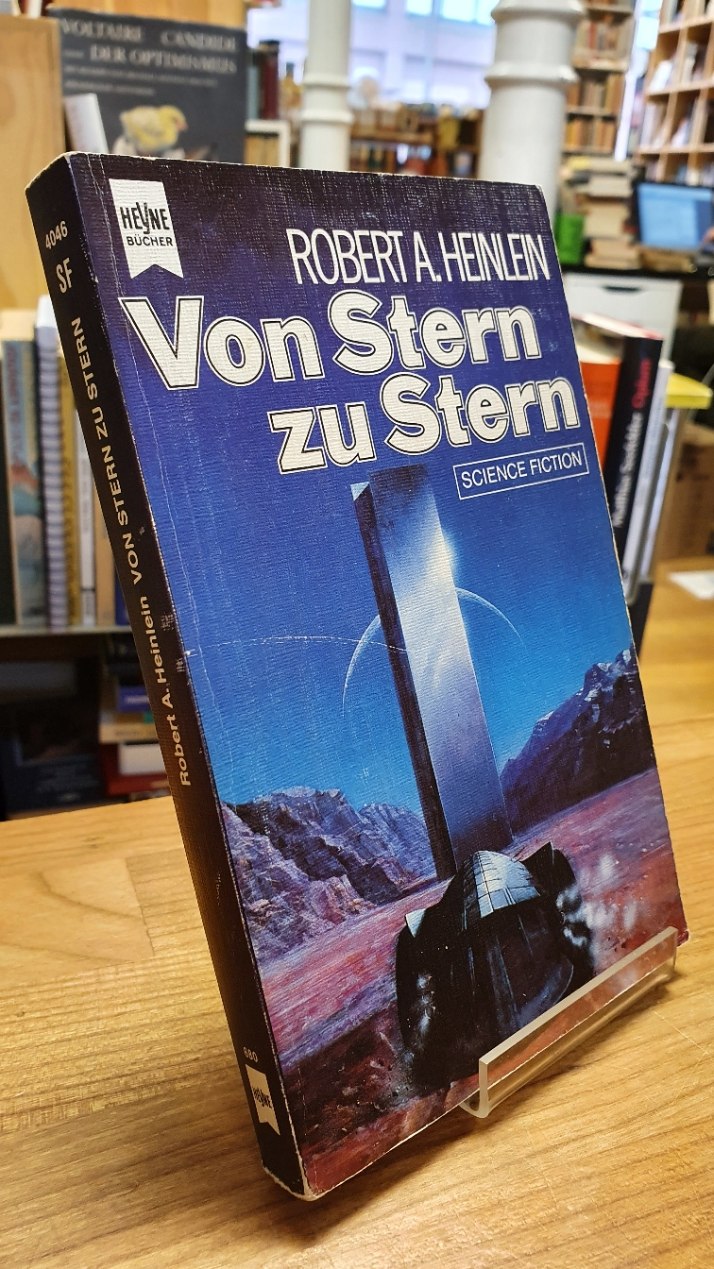 VOLTAIRE CANDIDE
DER OPTIMISMUS
HEYNE
BÜCHER
ROBERT A. HEINLEIN
Von Stern
zu Stern
SCIENCE FICTION
4046
SF
Robert A. Heinlein VON STERN ZU STERN
680
HEYNE